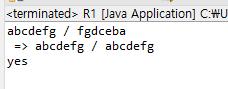 <terminated> R1 [Java Application] C:₩U
abcdefg / fgdceba
=> abcdefg / abcdefg
yes